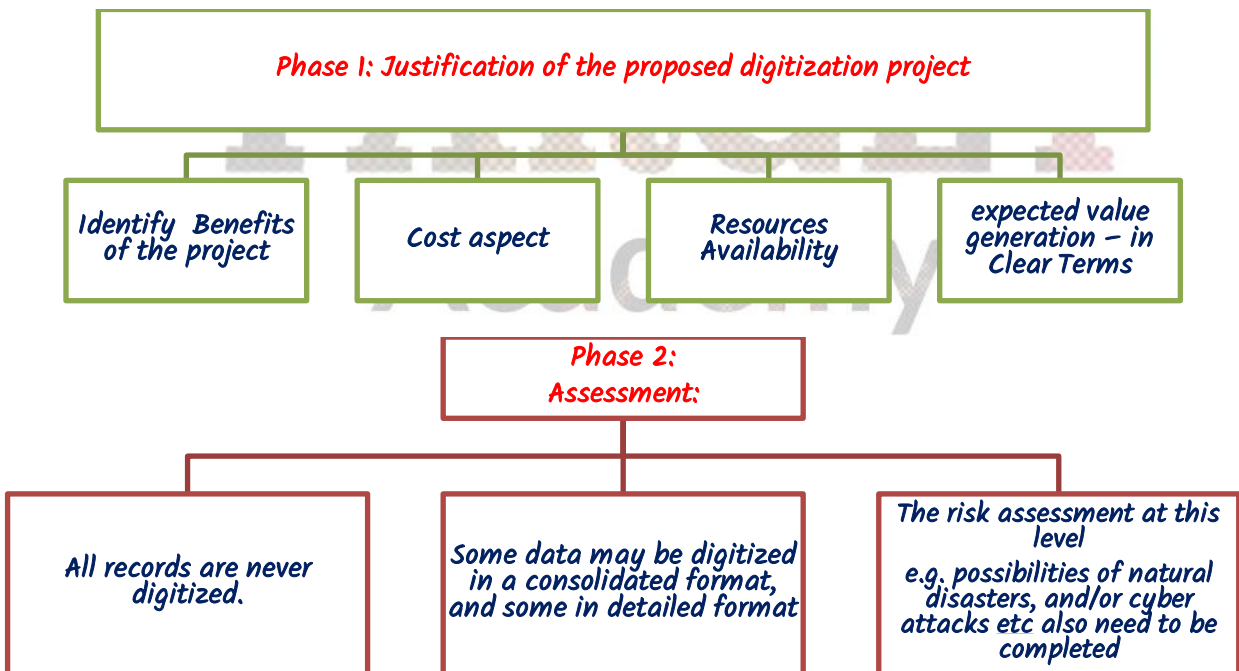 Phase 1: Justification of the proposed digitization project
Identify Benefits
of the project
Cost aspect
Resources
Availability
expected value
generation – in
Clear Terms
Academy
Phase 2:
Assessment:
All records are never
digitized.
Some data may be digitized
in a consolidated format,
and some in detailed format
The risk assessment at this
level
e.g. possibilities of natural
disasters, and/or cyber
attacks etc also need to be
completed